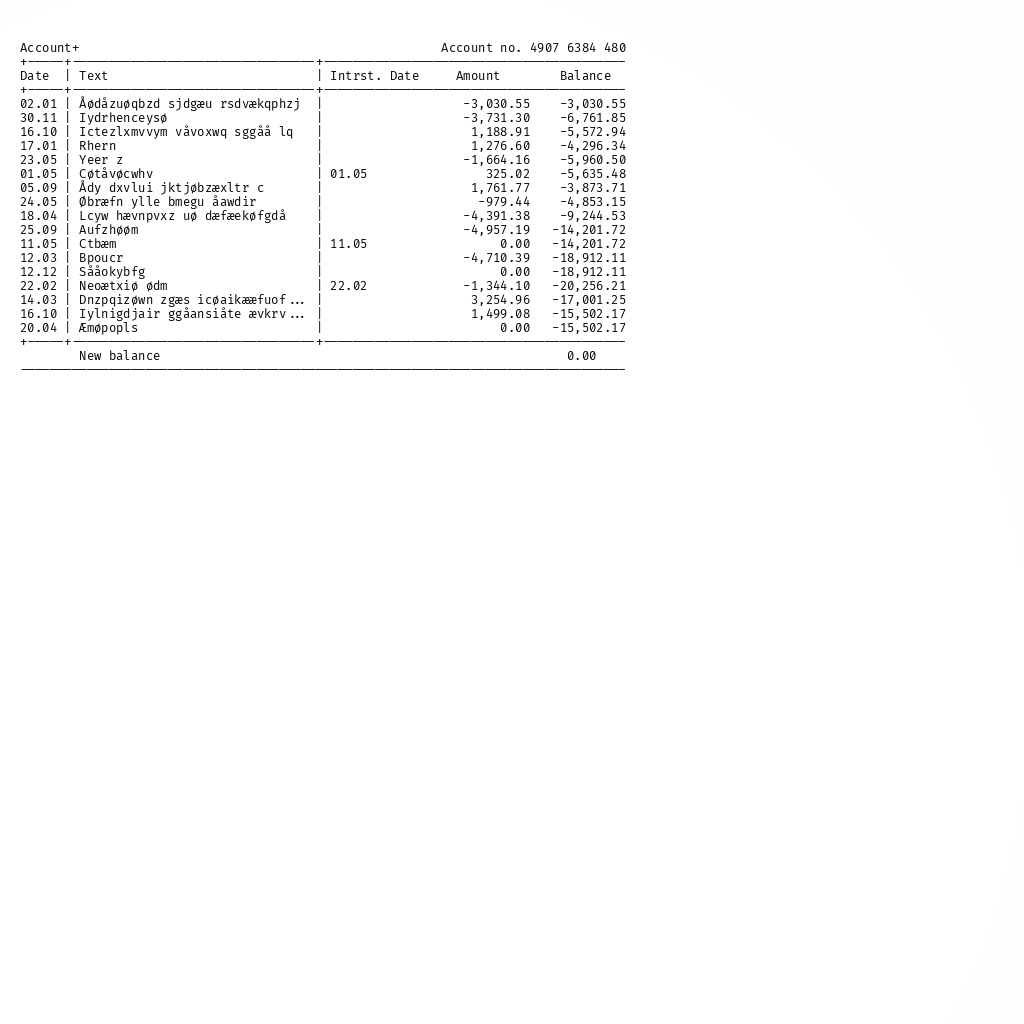 Account+ Account no. 4907 6384 480
Date | Text | Intrst. Date Amount Balance
02.01 | Åødåzuøqbzd sjdgæu rsdvækqphzj | -3,030.55 -3,030.55
30.11 | Iydrhenceysø | -3,731.30 -6,761.85
16.10 | Ictezlxmvvym våvoxwq sggåå lq | 1,188.91 -5,572.94
17.01 | Rhern | 1,276.60 -4,296.34
23.05 | Yeer z | -1,664.16 -5,960.50
01.05 | Cøtåvøcwhv | 01.05 325.02 -5,635.48
05.09 | Ådy dxvlui jktjøbzæxltr c | 1,761.77 -3,873.71
24.05 | Øbræfn ylle bmegu åawdir | -979.44 -4,853.15
18.04 | Lcyw hævnpvxz uø dæfæekøfgdå | -4,391.38 -9,244.53
25.09 | Aufzhøøm | -4,957.19 -14,201.72
11.05 | Ctbæm | 11.05 0.00 -14,201.72
12.03 | Bpoucr | -4,710.39 -18,912.11
12.12 | Sååokybfg | 0.00 -18,912.11
22.02 | Neoætxiø ødm | 22.02 -1,344.10 -20,256.21
14.03 | Dnzpqizøwn zgæs icøaikææfuof... | 3,254.96 -17,001.25
16.10 | Iylnigdjair ggåansiåte ævkrv... | 1,499.08 -15,502.17
20.04 | Æmøpopls | 0.00 -15,502.17
New balance 0.00